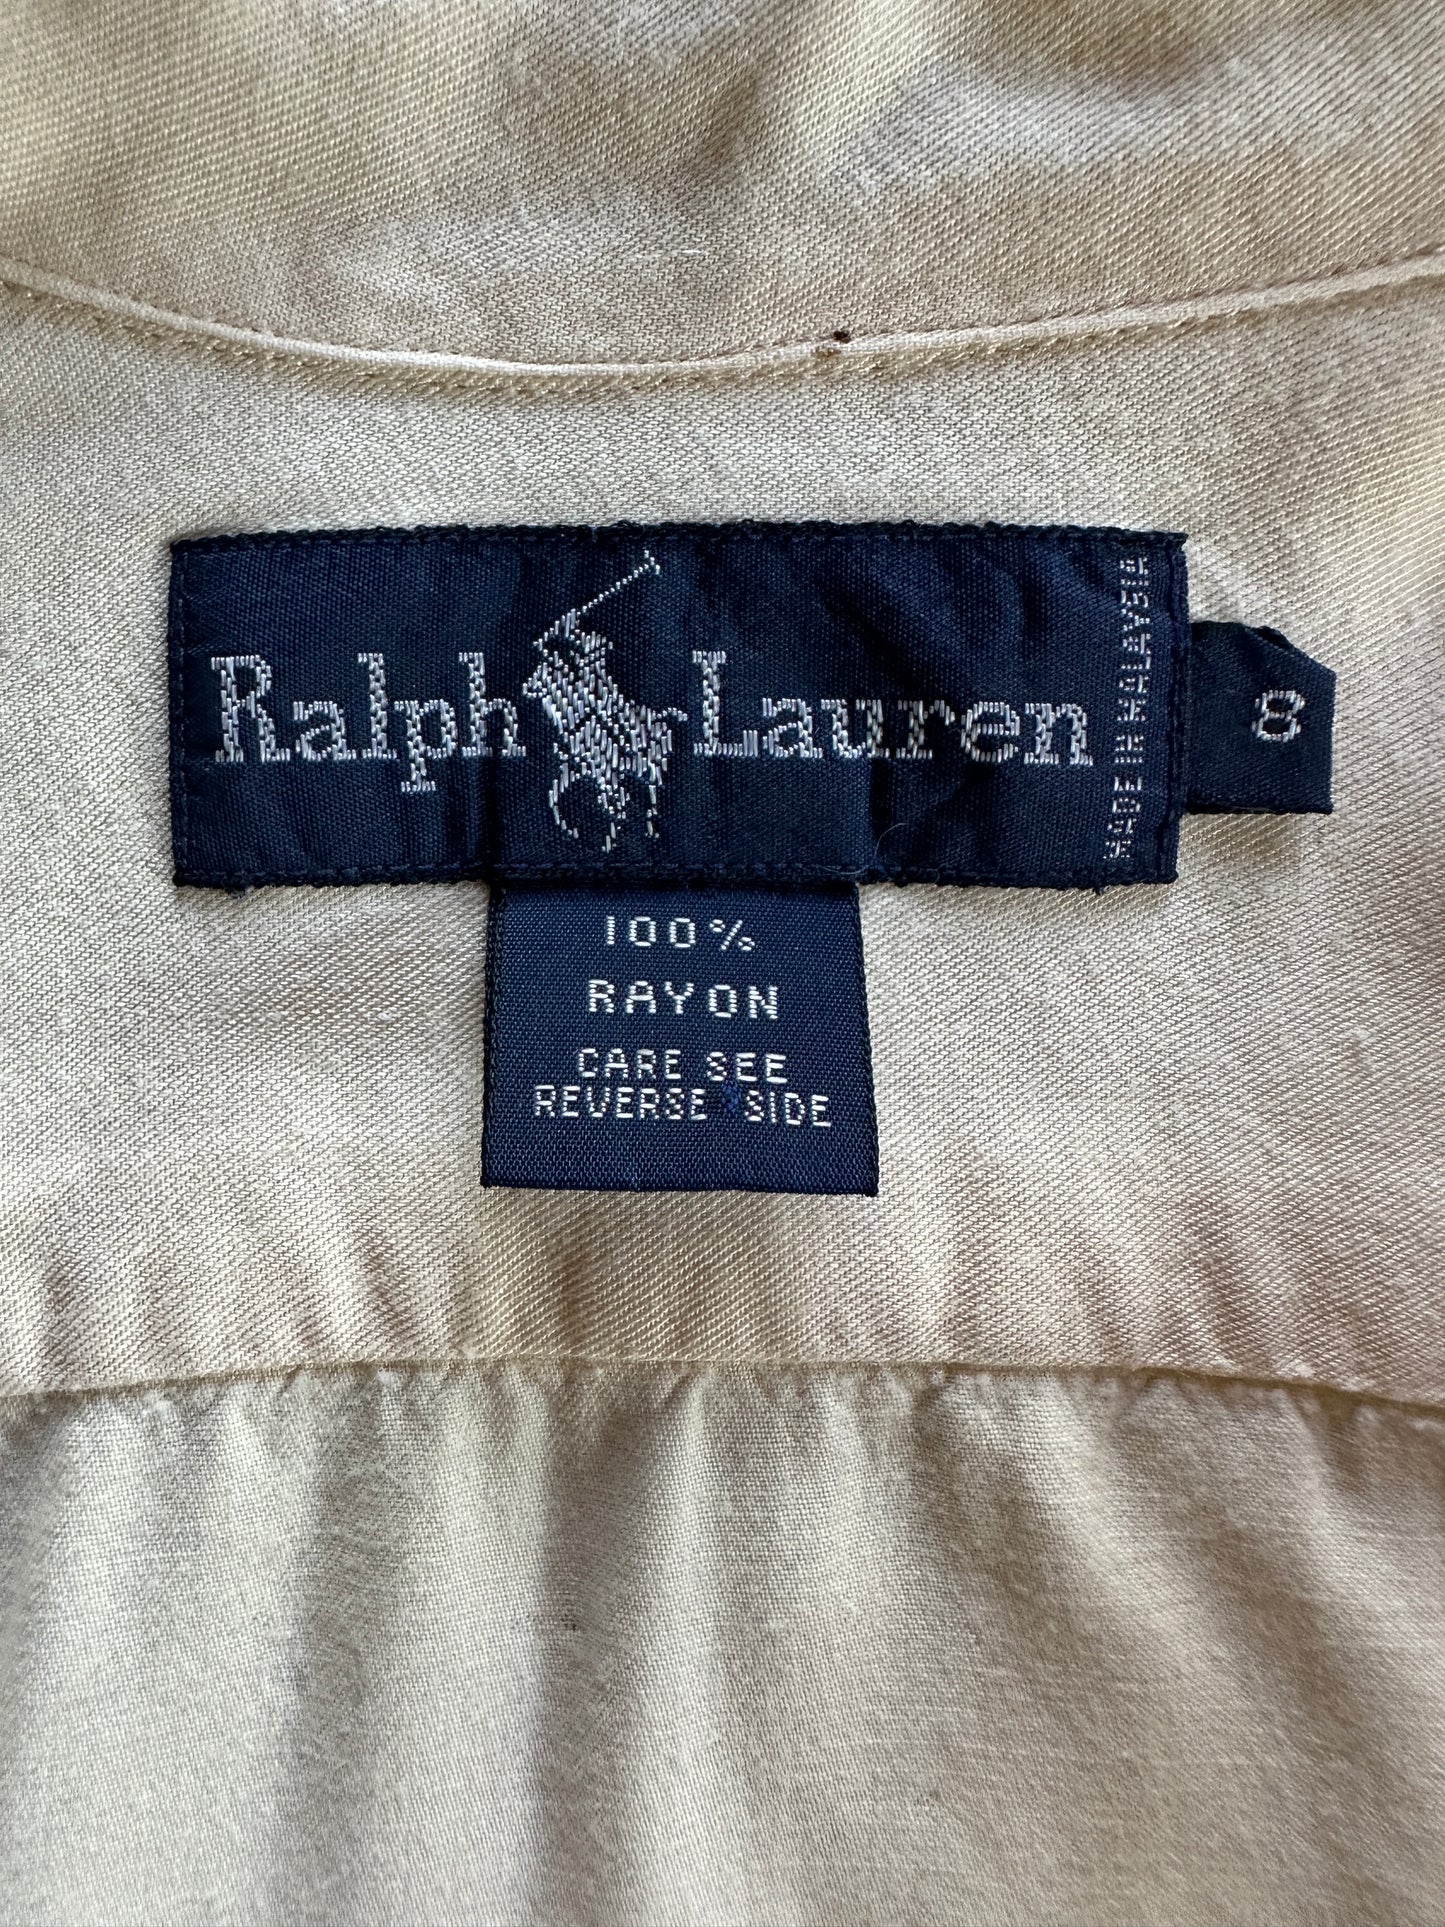 Ralph Lauren
MADE IN MALAYSIA
8
100%
RAYON
CARE SEE
REVERSE SIDE